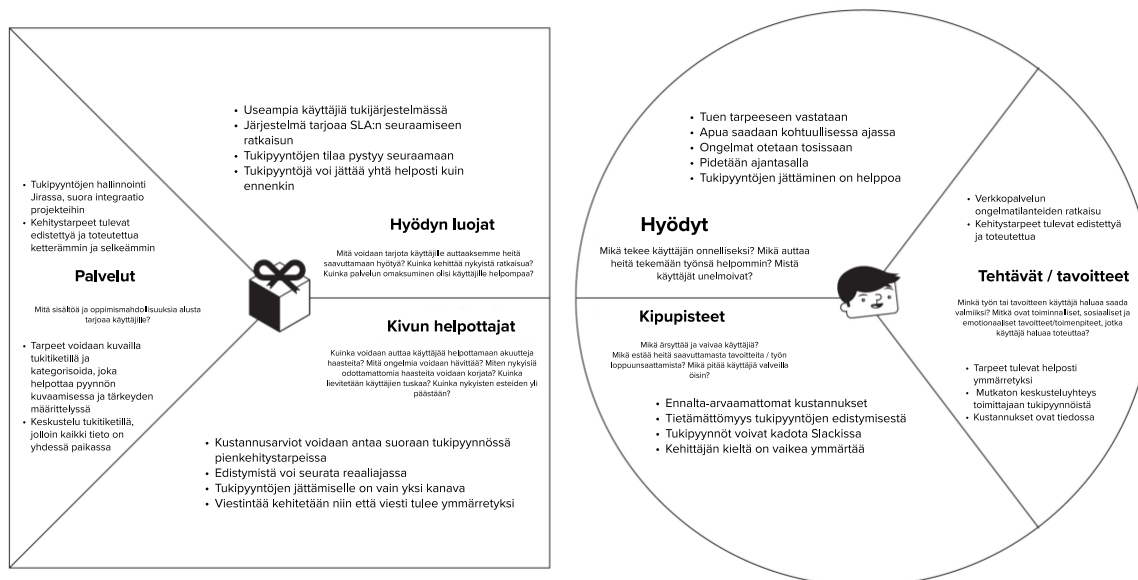 • Useampia käyttäjiä tukijärjestelmässä
• Järjestelmä tarjoaa SLA:n seuraamiseen
ratkaisun
• Tukipyyntöjen tilaa pystyy seuraamaan
• Tukipyyntöjä voi jättää yhtä helposti kuin
ennenkin
Hyödyn luojat
Mitä voidaan tarjota käyttäjille auttaaksemme heitä
saavuttamaan hyötyä? Kuinka kehittää nykyistä ratkaisua?
Kuinka palvelun omaksuminen olisi käyttäjille helpompaa?
• Tukipyyntöjen hallinnointi
Jirassa, suora integraatio
projekteihin
• Kehitystarpeet tulevat
edistettyä ja toteutettua
ketterämmin ja selkeämmin
Palvelut
Mitä sisältöä ja oppimismahdollisuuksia alusta
tarjoaa käyttäjille?
• Tarpeet voidaan kuvailla
tukitiketillä ja
kategorisoida, joka
helpottaa pyynnön
kuvaamisessa ja tärkeyden
määrittelyssä
• Keskustelu tukitiketillä,
jolloin kaikki tieto on
yhdessä paikassa
Kivun helpottajat
Kuinka voidaan auttaa käyttäjää helpottamaan akuutteja
haasteita? Mitä ongelmia voidaan hävittää? Miten nykyisiä
odottamattomia haasteita voidaan korjata? Kuinka
lievitetään käyttäjien tuskaa? Kuinka nykyisten esteiden yli
päästään?
• Kustannusarviot voidaan antaa suoraan tukipyynnössä
pienkehitystarpeissa
• Edistymistä voi seurata reaaliajassa
• Tukipyyntöjen jättämiselle on vain yksi kanava
• Viestintää kehitetään niin että viesti tulee ymmärretyksi
• Tuen tarpeeseen vastataan
• Apua saadaan kohtuullisessa ajassa
• Ongelmat otetaan tosissaan
• Pidetään ajantasalla
• Tukipyyntöjen jättäminen on helppoa
Hyödyt
Mikä tekee käyttäjän onnelliseksi? Mikä auttaa
heitä tekemään työnsä helpommin? Mistä
käyttäjät unelmoivat?
Kipupisteet
Mikä ärsyttää ja vaivaa käyttäjiä?
Mikä estää heitä saavuttamasta tavoitteita / työn
loppuunsaattamista? Mikä pitää käyttäjiä valveilla
öisin?
• Ennalta-arvaamattomat kustannukset
• Tietämättömyys tukipyyntöjen edistymisestä
• Tukipyynnöt voivat kadota Slackissa
• Kehittäjän kieltä on vaikea ymmärtää
• Verkkopalvelun
ongelmatilanteiden ratkaisu
• Kehitystarpeet tulevat edistettyä
ja toteutettua
Tehtävät / tavoitteet
Minkä työn tai tavoitteen käyttäjä haluaa saada
valmiiksi? Mitkä ovat toiminnalliset, sosiaaliset ja
emotionaaliset tavoitteet/toimenpiteet, jotka
käyttäjä haluaa toteuttaa?
• Tarpeet tulevat helposti
ymmärretyksi
• Mutkaton keskusteluyhteys
toimittajaan tukipyynnöistä
• Kustannukset ovat tiedossa